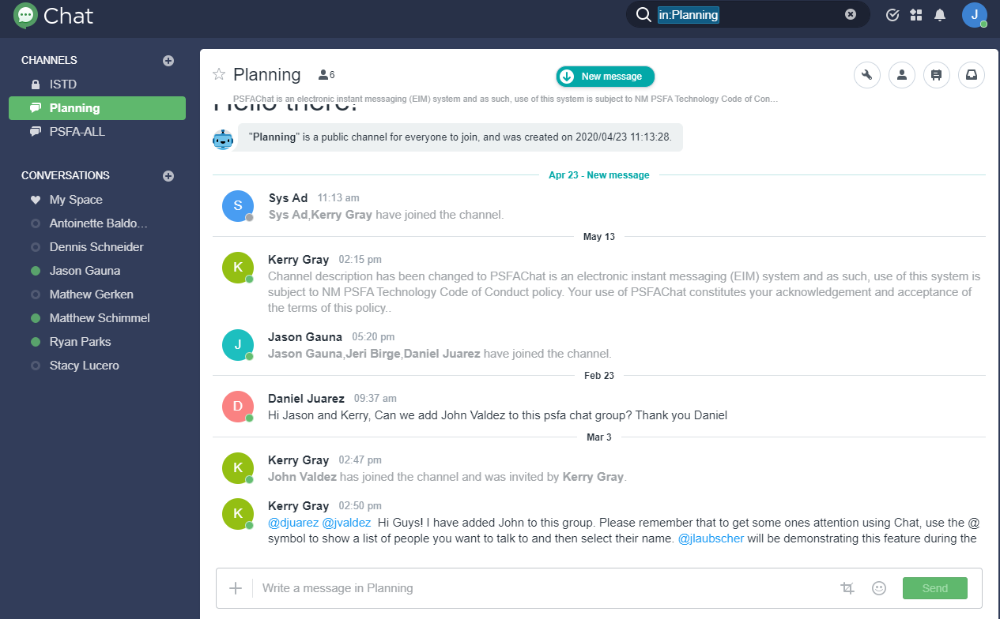 Chat
in:Planning
J
CHANNELS
ISTD
Planning
PSFA-ALL
CONVERSATIONS
My Space
Antoinette Baldo...
Dennis Schneider
Jason Gauna
Mathew Gerken
Matthew Schimmel
Ryan Parks
Stacy Lucero
Planning
6
New message
PSFAChat is an electronic instant messaging (EIM) system and as such, use of this system is subject to NM PSFA Technology Code of Con...
Hello there!
"Planning" is a public channel for everyone to join, and was created on 2020/04/23 11:13:28.
Apr 23 - New message
S
Sys Ad 11:13 am
Sys Ad,Kerry Gray have joined the channel.
May 13
K
Kerry Gray 02:15 pm
Channel description has been changed to PSFAChat is an electronic instant messaging (EIM) system and as such, use of this system is
subject to NM PSFA Technology Code of Conduct policy. Your use of PSFAChat constitutes your acknowledgement and acceptance of
the terms of this policy..
J
Jason Gauna 05:20 pm
Jason Gauna,Jeri Birge,Daniel Juarez have joined the channel.
Feb 23
D
Daniel Juarez 09:37 am
Hi Jason and Kerry, Can we add John Valdez to this psfa chat group? Thank you Daniel
Mar 3
K
Kerry Gray 02:47 pm
John Valdez has joined the channel and was invited by Kerry Gray.
K
Kerry Gray 02:50 pm
@djuarez @jvaldez Hi Guys! I have added John to this group. Please remember that to get some ones attention using Chat, use the @
symbol to show a list of people you want to talk to and then select their name. @jlaubscher will be demonstrating this feature during the
Write a message in Planning
Send